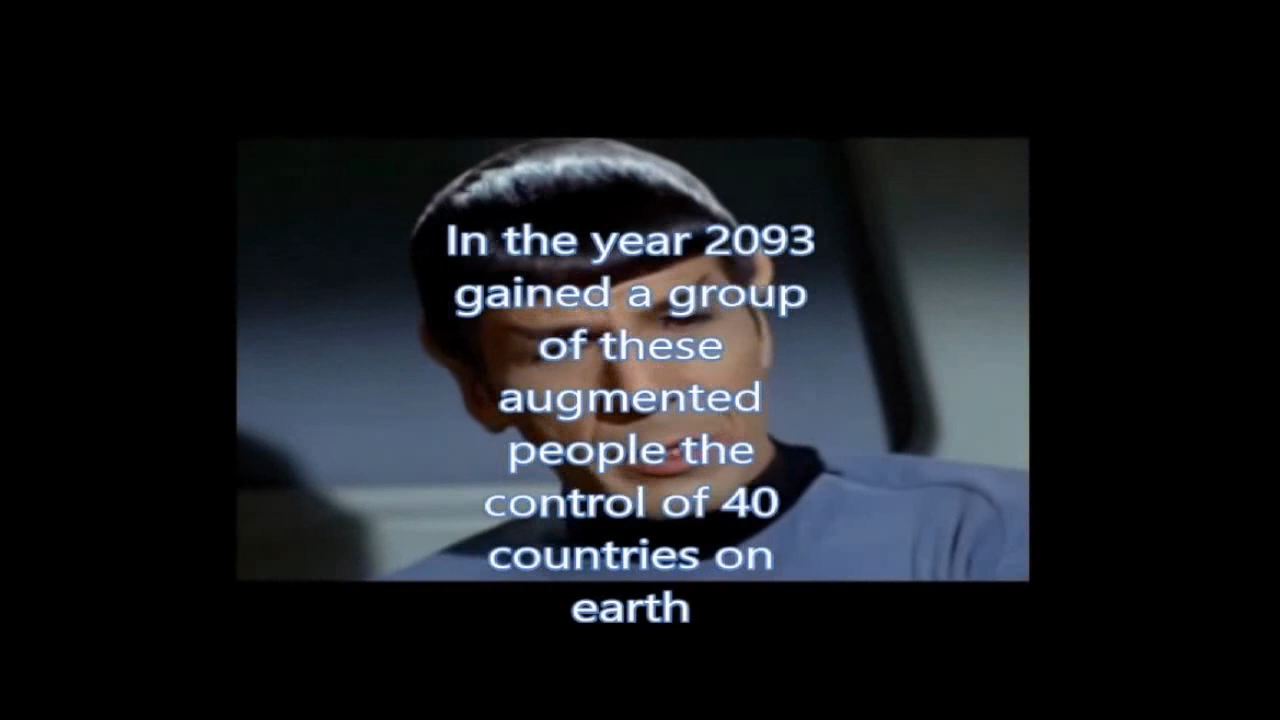 In the year 2093
gained a group
of these
augmented
people the
control of 40
countries on
earth